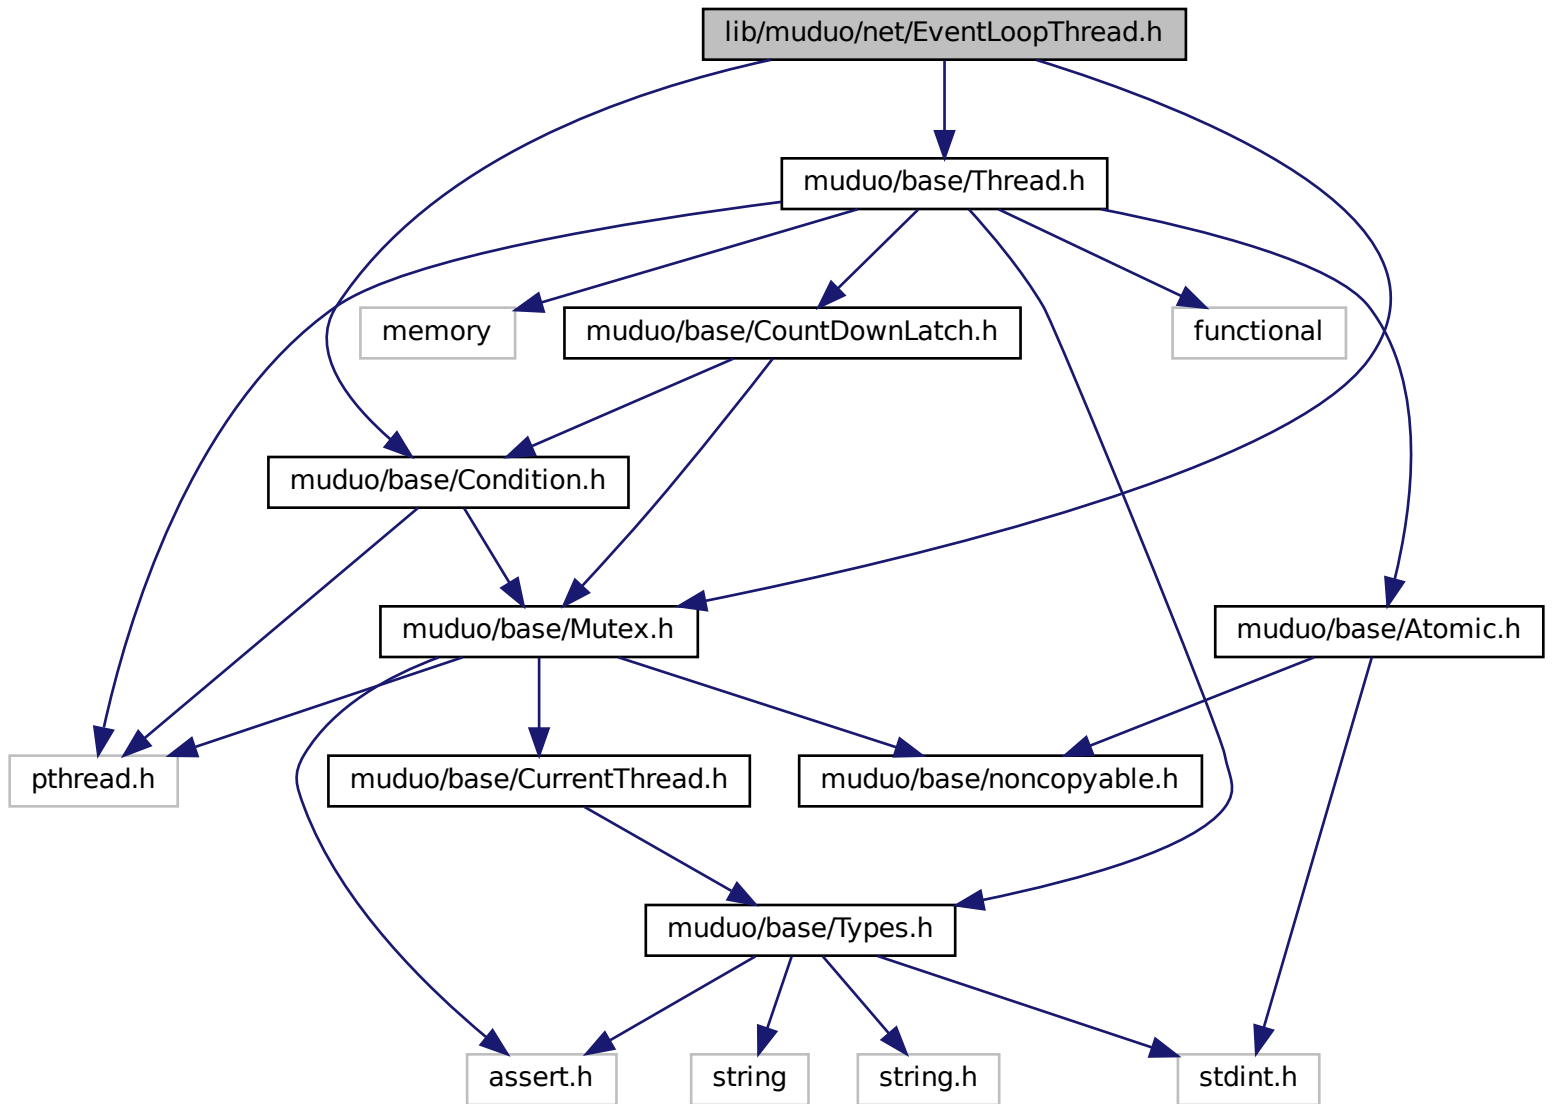 lib/muduo/net/EventLoopThread.h
muduo/base/Thread.h
memory
muduo/base/CountDownLatch.h
functional
muduo/base/Condition.h
muduo/base/Mutex.h
muduo/base/Atomic.h
pthread.h
muduo/base/CurrentThread.h
muduo/base/noncopyable.h
muduo/base/Types.h
assert.h
string
string.h
stdint.h